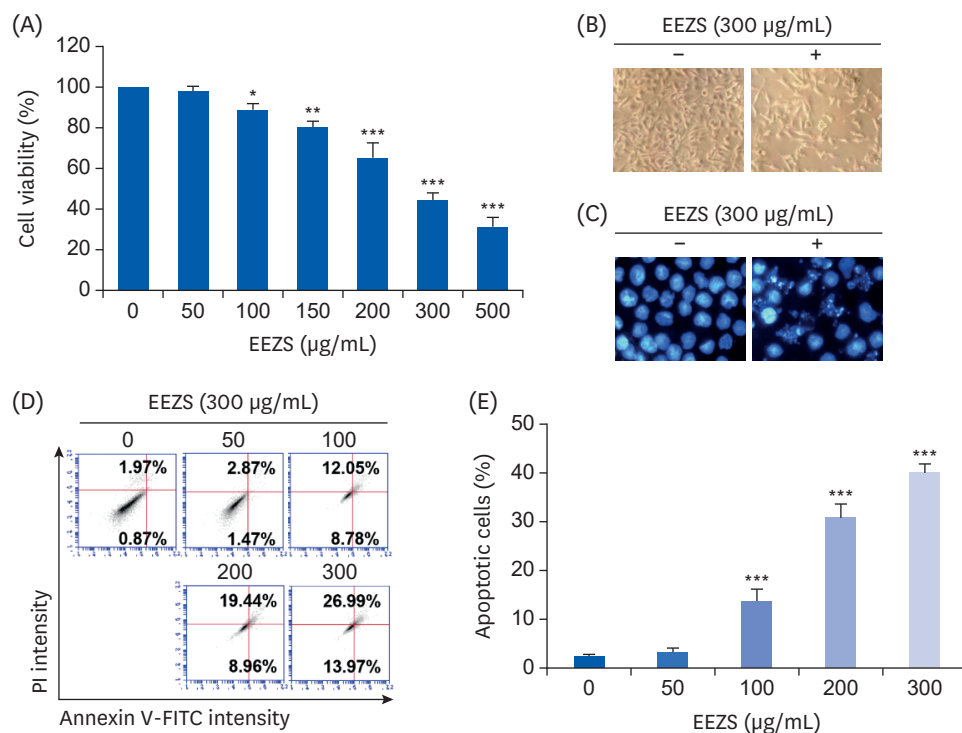 (A)
Cell viability (%)
120
100
80
60
40
20
0
*
**
***
***
***
0 50 100 150 200 300 500
EEZS (µg/mL)
(B)
EEZS (300 µg/mL)
− +
(C)
EEZS (300 µg/mL)
− +
(D)
EEZS (300 µg/mL)
0 50 100
1.97% 2.87% 12.05%
0.87% 1.47% 8.78%
200 300
19.44% 26.99%
8.96% 13.97%
PI intensity
Annexin V-FITC intensity
(E)
Apoptotic cells (%)
50
40
30
20
10
0
***
***
***
0 50 100 200 300
EEZS (µg/mL)